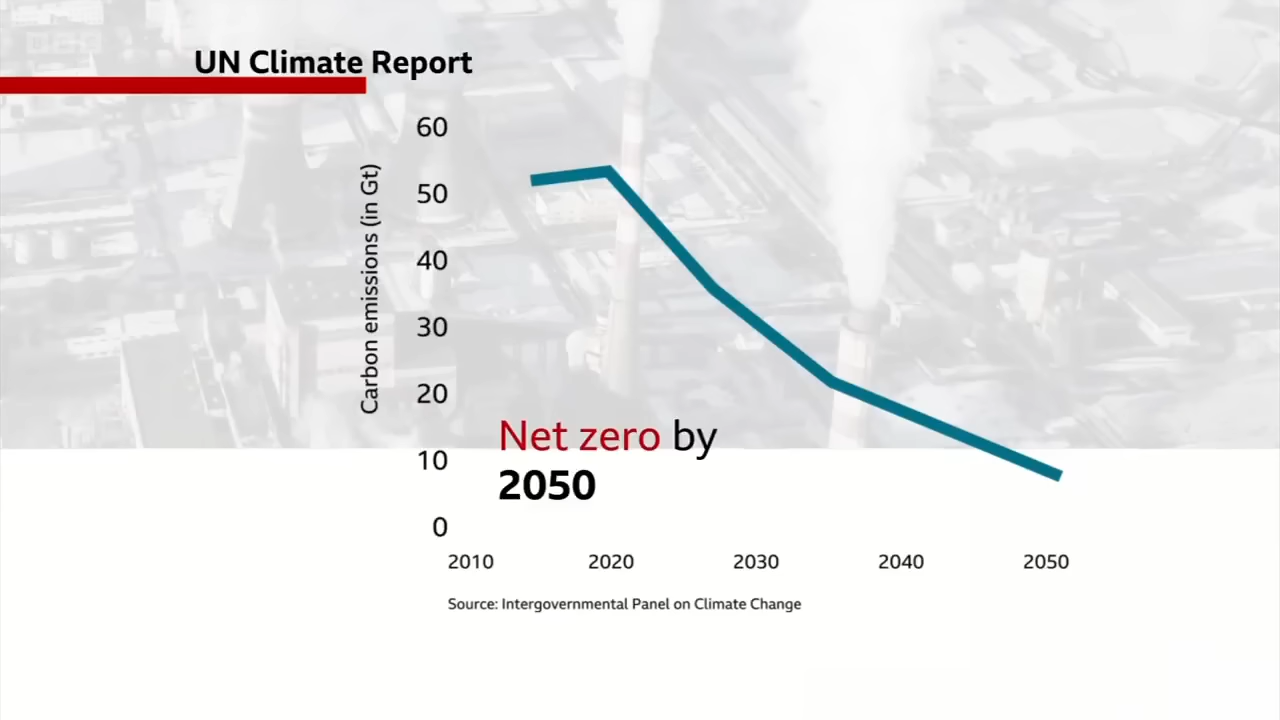 UN Climate Report
Carbon emissions (in Gt)
60
50
40
30
20
10
0
Net zero by
2050
2010 2020 2030 2040 2050
Source: Intergovernmental Panel on Climate Change